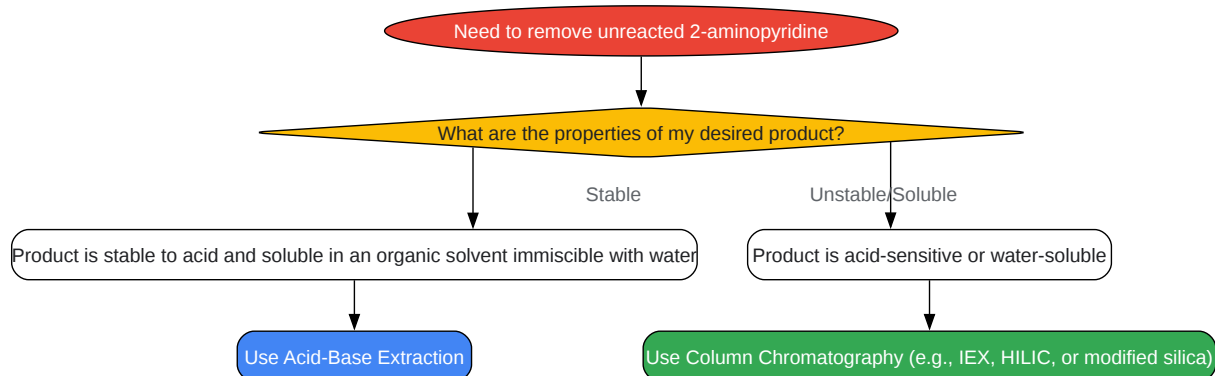 Need to remove unreacted 2-aminopyridine
What are the properties of my desired product?
Stable
Unstable/Soluble
Product is stable to acid and soluble in an organic solvent immiscible with water
Product is acid-sensitive or water-soluble
Use Acid-Base Extraction
Use Column Chromatography (e.g., IEX, HILIC, or modified silica)